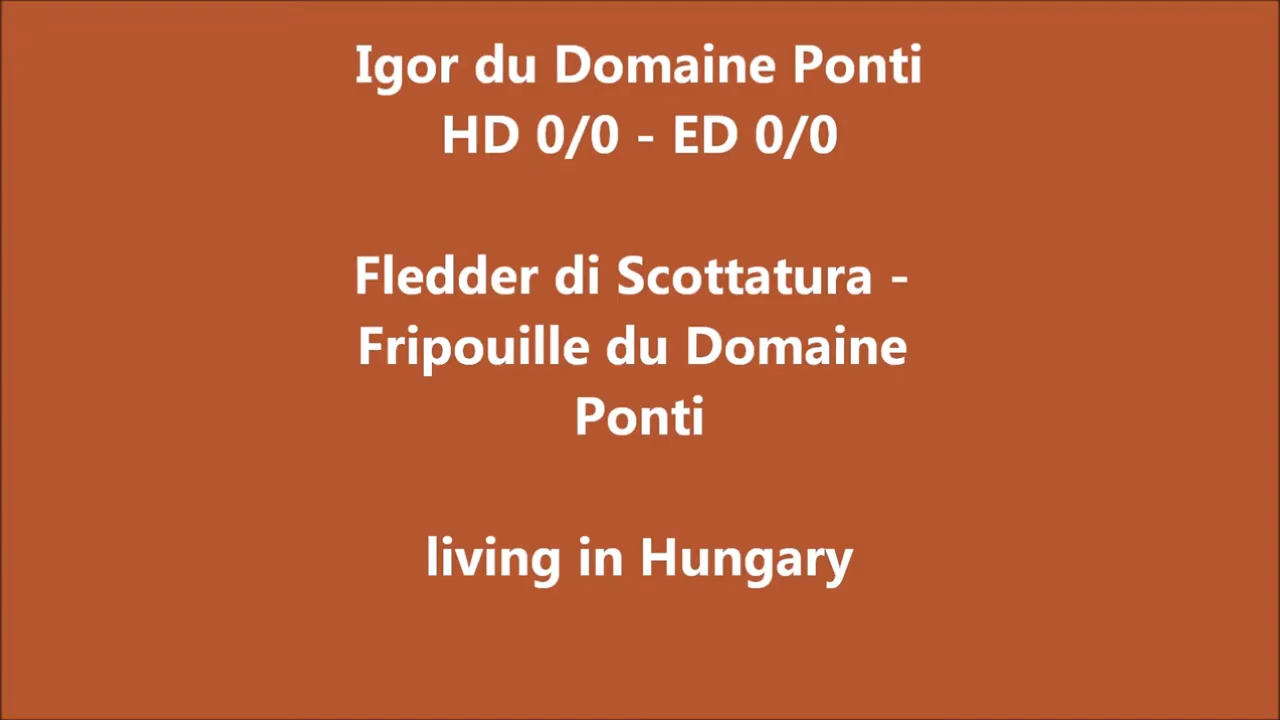 Igor du Domaine Ponti
HD 0/0 - ED 0/0
Fledder di Scottatura -
Fripouille du Domaine
Ponti
living in Hungary